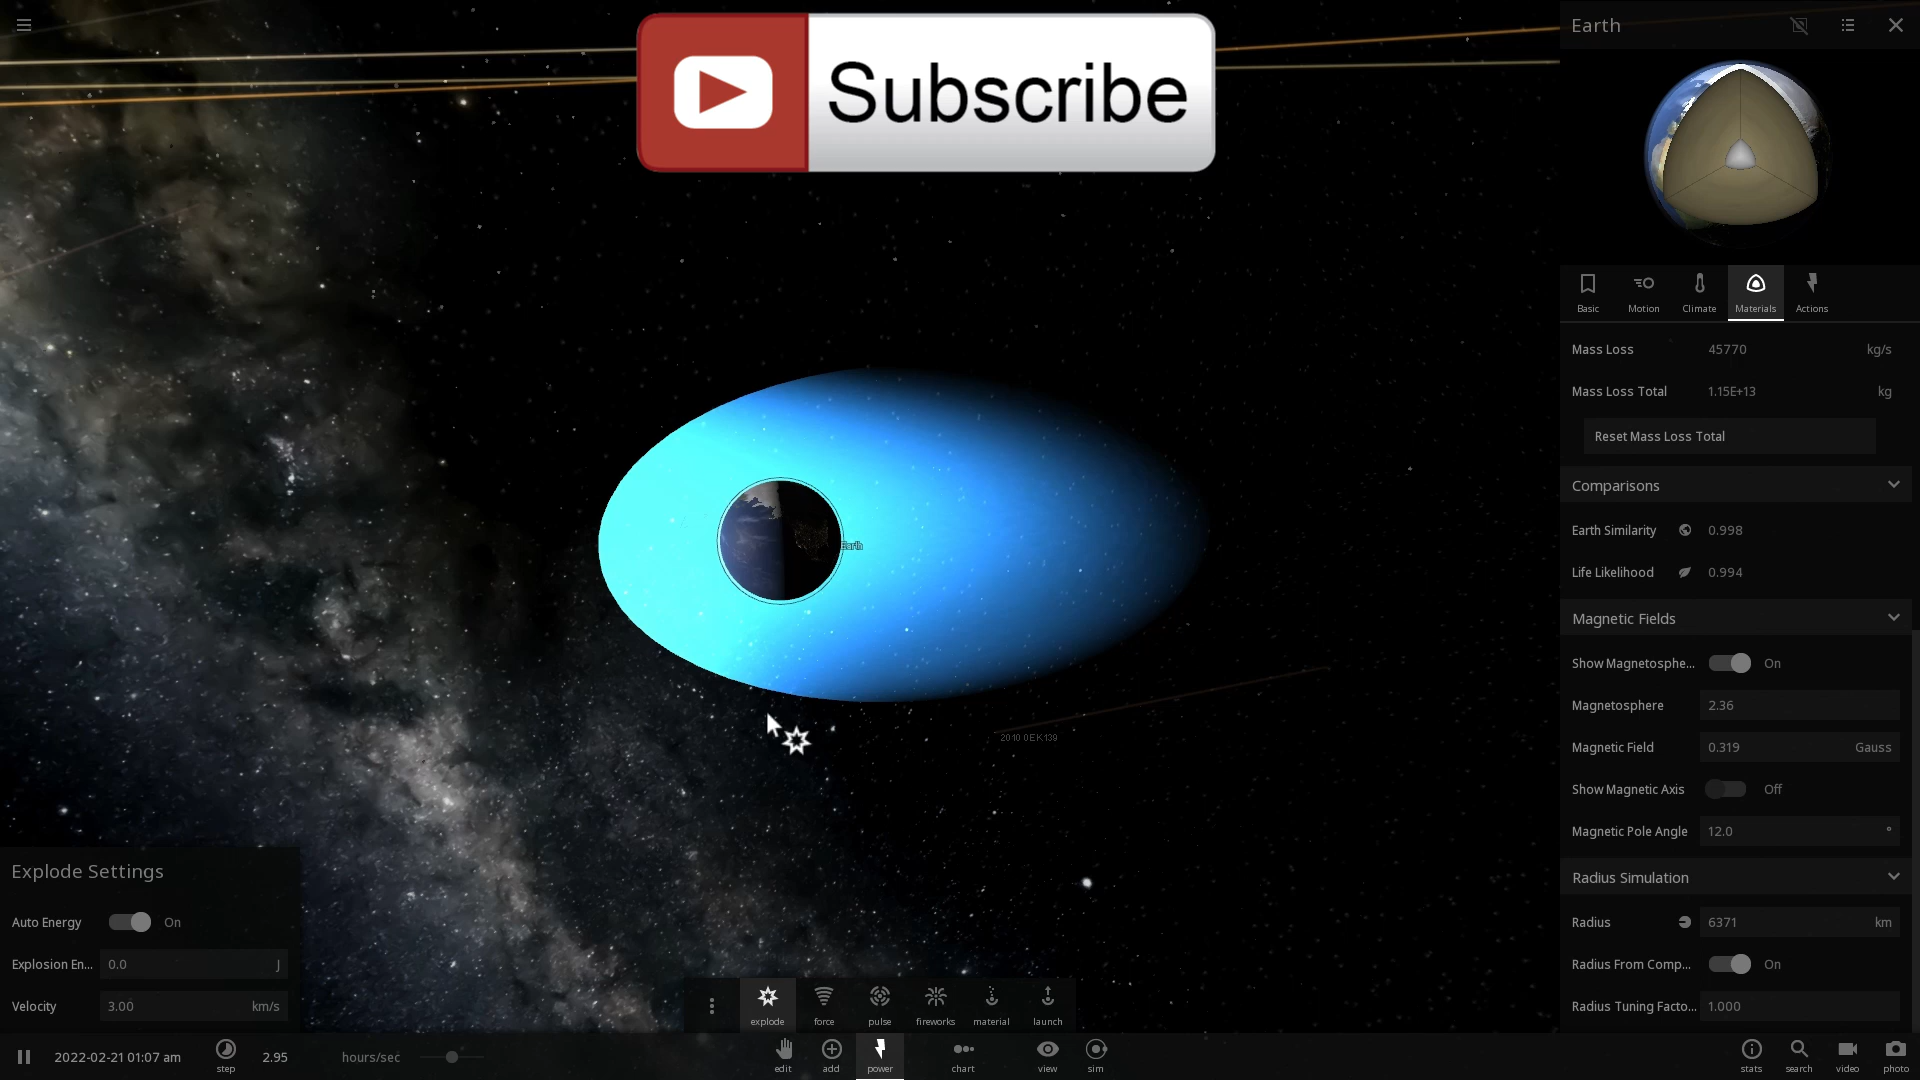 Subscribe
Earth
Basic
Motion
Climate
Materials
Actions
Mass Loss 45770 kg/s
Mass Loss Total 1.15E+13 kg
Reset Mass Loss Total
Comparisons
Earth Similarity 0.998
Life Likelihood 0.994
Magnetic Fields
Show Magnetosphe... On
Magnetosphere 2.36
Magnetic Field 0.319 Gauss
Show Magnetic Axis Off
Magnetic Pole Angle 12.0 °
Radius Simulation
Radius 6371 km
Radius From Comp... On
Radius Tuning Facto... 1.000
Earth
Explode Settings
Auto Energy On
Explosion En... 0.0 J
Velocity 3.00 km/s
explode
force
pulse
fireworks
material
launch
2022-02-21 01:07 am
step
2.95 hours/sec
edit
add
power
chart
view
sim
stats
search
video
photo